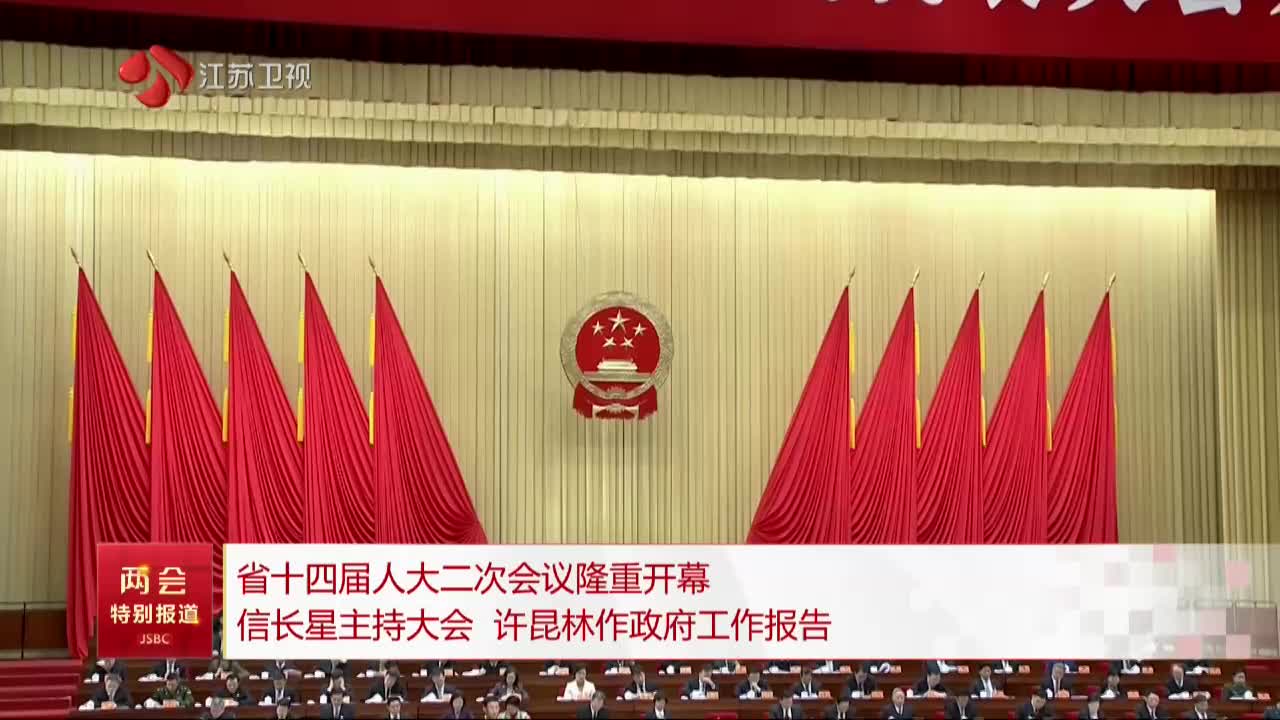 江苏卫视
两会
特别报道
JSBC
省十四届人大二次会议隆重开幕
信长星主持大会 许昆林作政府工作报告